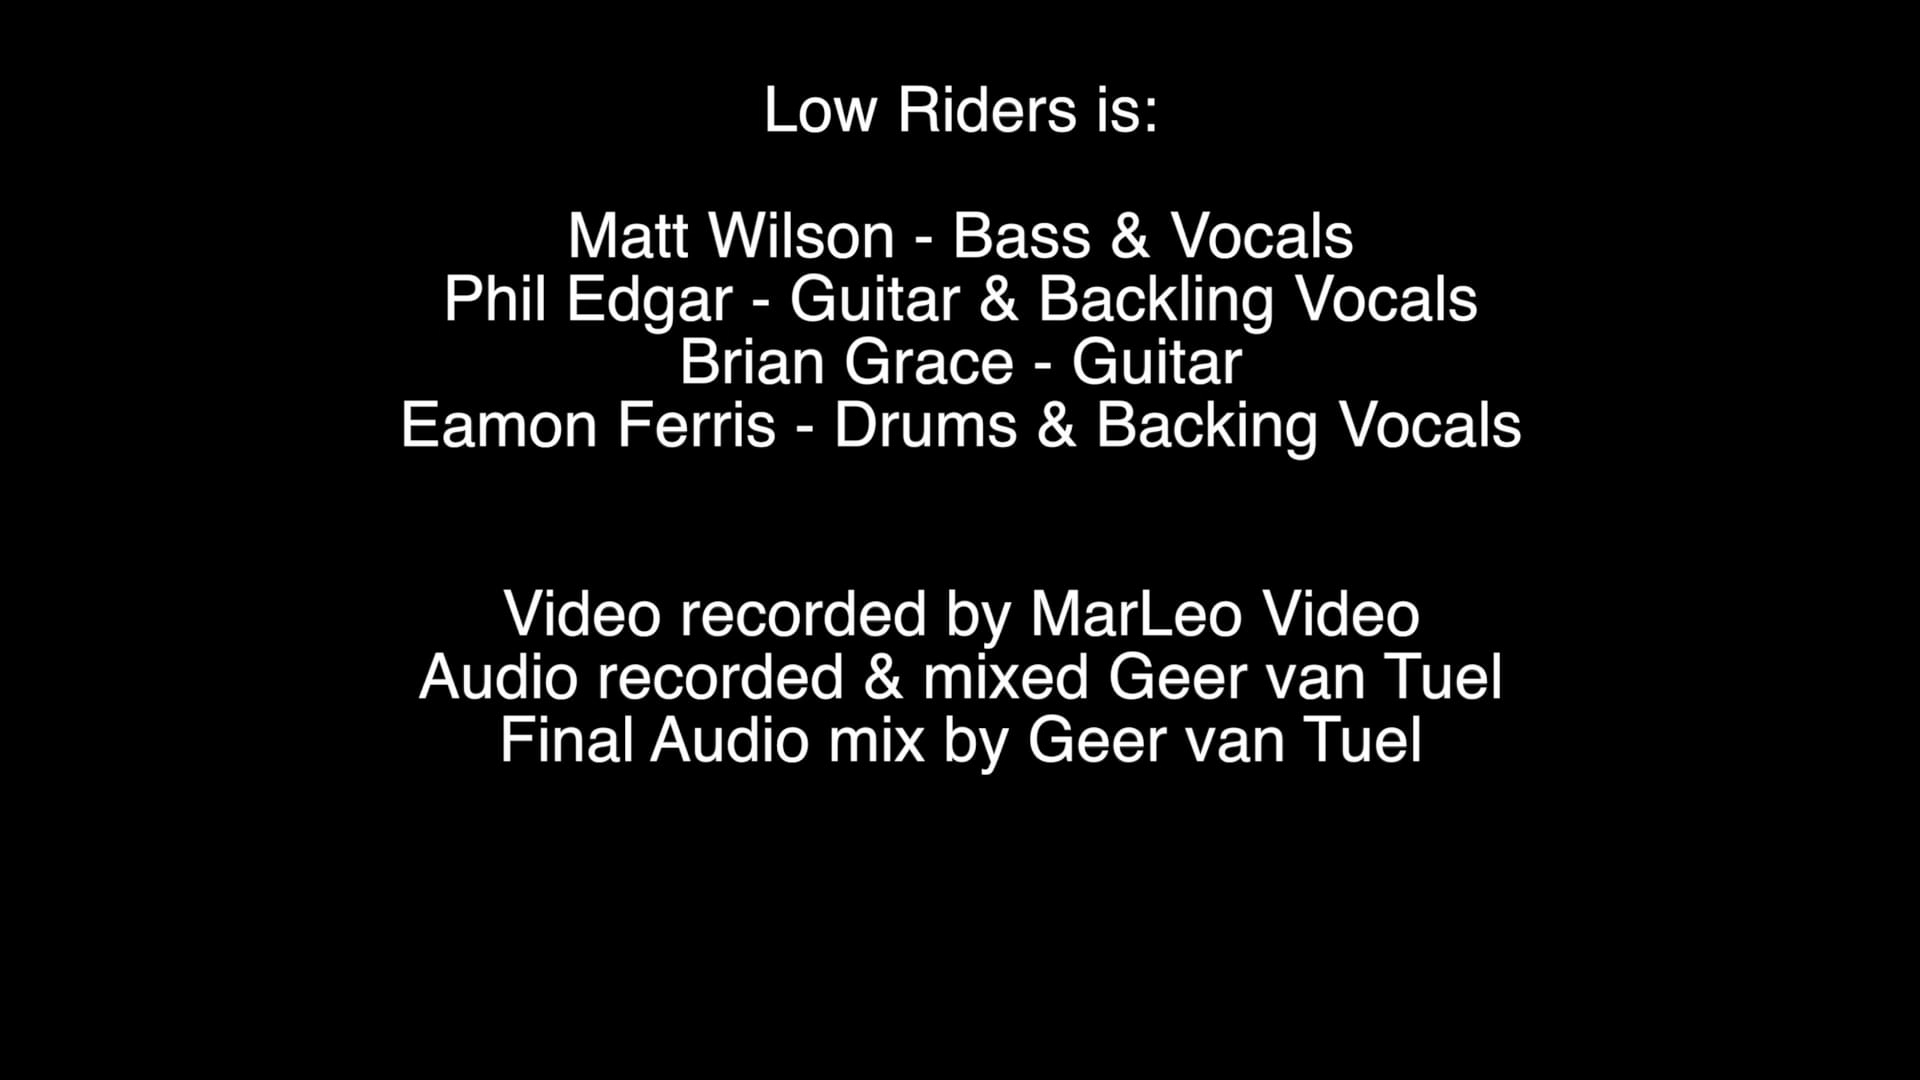 Low Riders is:
Matt Wilson - Bass & Vocals
Phil Edgar - Guitar & Backling Vocals
Brian Grace - Guitar
Eamon Ferris - Drums & Backing Vocals
Video recorded by MarLeo Video
Audio recorded & mixed Geer van Tuel
Final Audio mix by Geer van Tuel